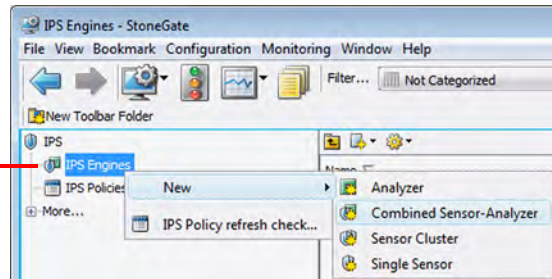 IPS Engines - StoneGate
File View Bookmark Configuration Monitoring Window Help
Filter... Not Categorized
New Toolbar Folder
IPS
IPS Engines
Name
IPS Policies
More...
New
IPS Policy refresh check...
Analyzer
Combined Sensor-Analyzer
Sensor Cluster
Single Sensor